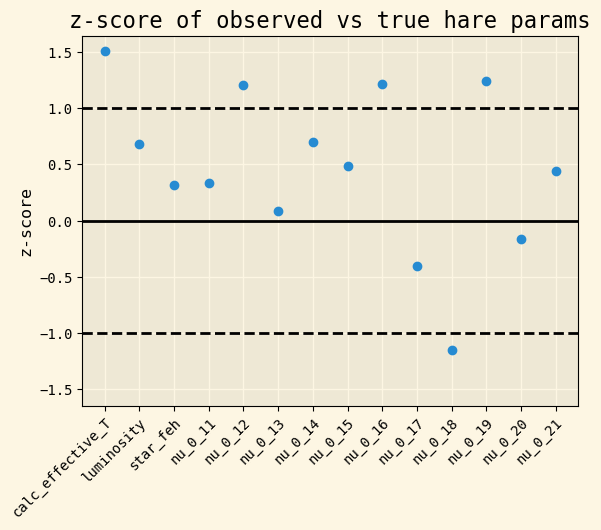 z-score of observed vs true hare params
z-score
1.5
1.0
0.5
0.0
−0.5
−1.0
−1.5
calc_effective_T
luminosity
star_feh
nu_0_11
nu_0_12
nu_0_13
nu_0_14
nu_0_15
nu_0_16
nu_0_17
nu_0_18
nu_0_19
nu_0_20
nu_0_21